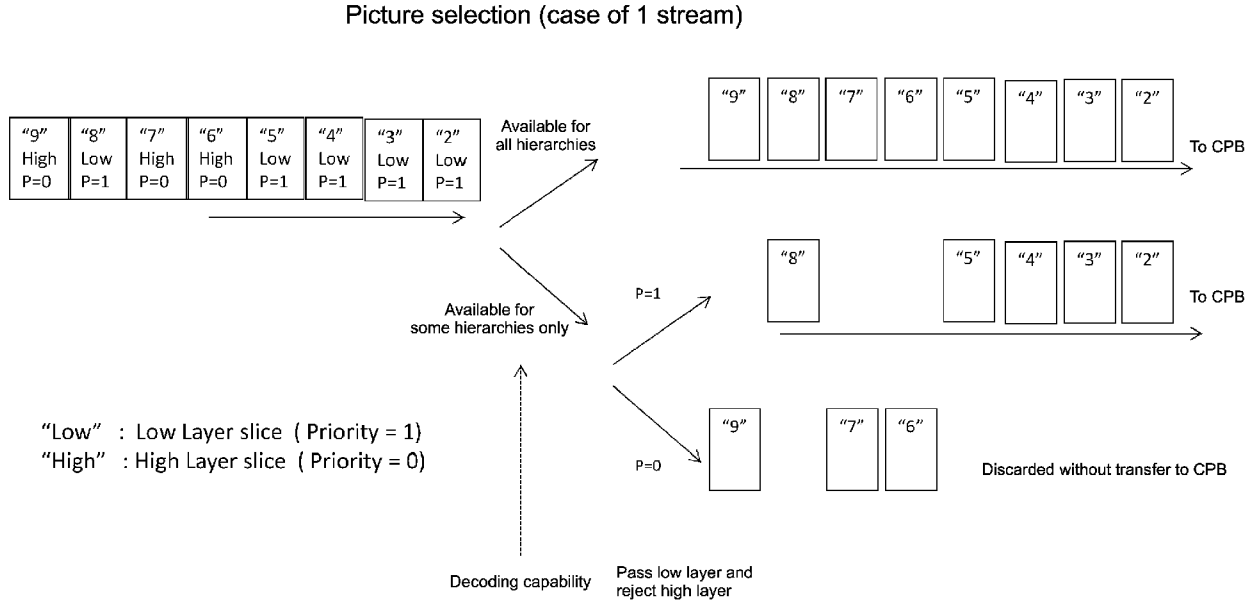 Picture selection (case of 1 stream)
“9” “8” “7” “6” “5” “4” “3” “2”
High Low High High Low Low Low Low
P=0 P=1 P=0 P=0 P=1 P=1 P=1 P=1
Available for
all hierarchies
“9” “8” “7” “6” “5” “4” “3” “2”
To CPB
Available for
some hierarchies only
P=1
“8” “5” “4” “3” “2”
To CPB
P=0
“9” “7” “6”
Discarded without transfer to CPB
“Low” : Low Layer slice ( Priority = 1)
“High” : High Layer slice ( Priority = 0)
Decoding capability
Pass low layer and
reject high layer